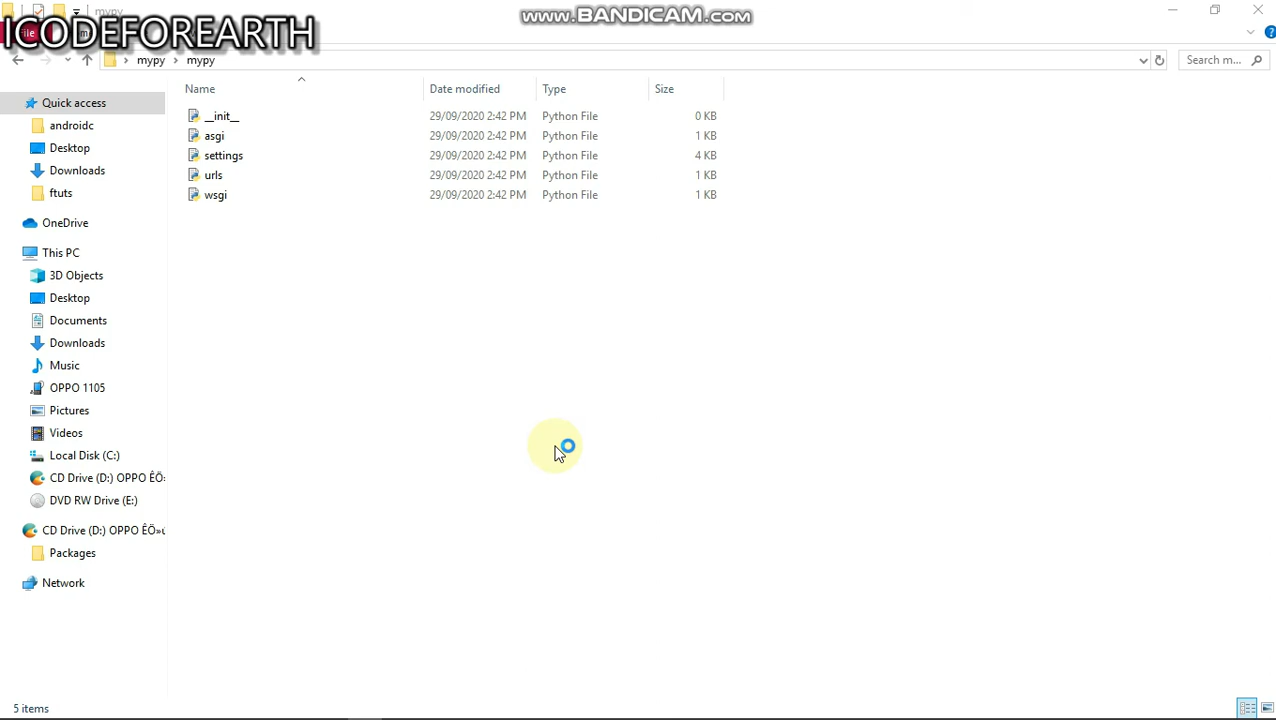 mypy
WWW.BANDICAM.COM
ICODEFOREARTH
File
mypy > mypy
Search m...
Name Date modified Type Size
__init__ 29/09/2020 2:42 PM Python File 0 KB
asgi 29/09/2020 2:42 PM Python File 1 KB
settings 29/09/2020 2:42 PM Python File 4 KB
urls 29/09/2020 2:42 PM Python File 1 KB
wsgi 29/09/2020 2:42 PM Python File 1 KB
Quick access
androidc
Desktop
Downloads
ftuts
OneDrive
This PC
3D Objects
Desktop
Documents
Downloads
Music
OPPO 1105
Pictures
Videos
Local Disk (C:)
CD Drive (D:) OPPO ÊÖ»
DVD RW Drive (E:)
CD Drive (D:) OPPO ÊÖ»ú
Packages
Network
5 items